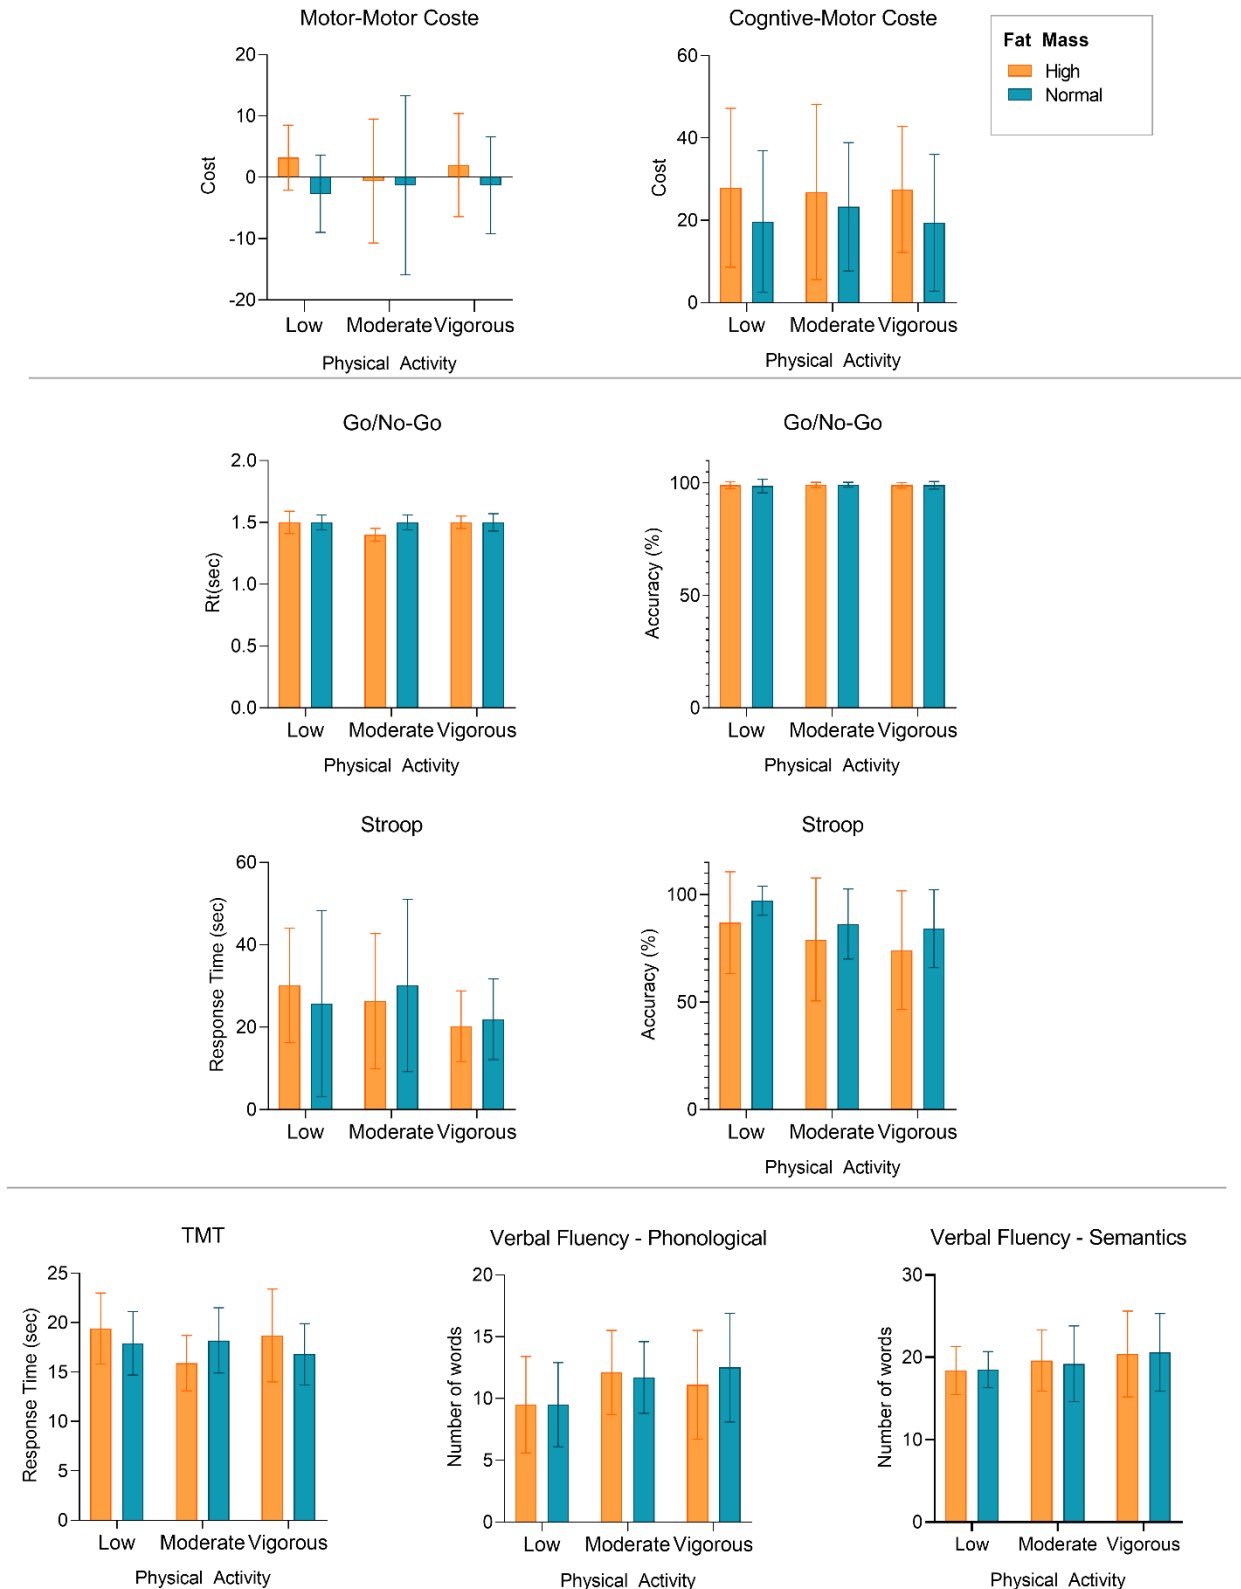 Motor-Motor Coste
Cogntive-Motor Coste
Fat Mass
High
Normal
20
10
0
-10
-20
Cost
Low Moderate Vigorous
Physical Activity
60
40
20
0
Cost
Low Moderate Vigorous
Physical Activity
Go/No-Go
2.0
1.5
1.0
0.5
0.0
Rt(sec)
Low Moderate Vigorous
Physical Activity
Go/No-Go
100
50
0
Accuracy (%)
Low Moderate Vigorous
Physical Activity
Stroop
60
40
20
0
Response Time (sec)
Low Moderate Vigorous
Stroop
100
50
0
Accuracy (%)
Low Moderate Vigorous
Physical Activity
TMT
25
20
15
10
5
0
Response Time (sec)
Low Moderate Vigorous
Physical Activity
Verbal Fluency - Phonological
20
15
10
5
0
Number of words
Low Moderate Vigorous
Physical Activity
Verbal Fluency - Semantics
30
20
10
0
Number of words
Low Moderate Vigorous
Physical Activity